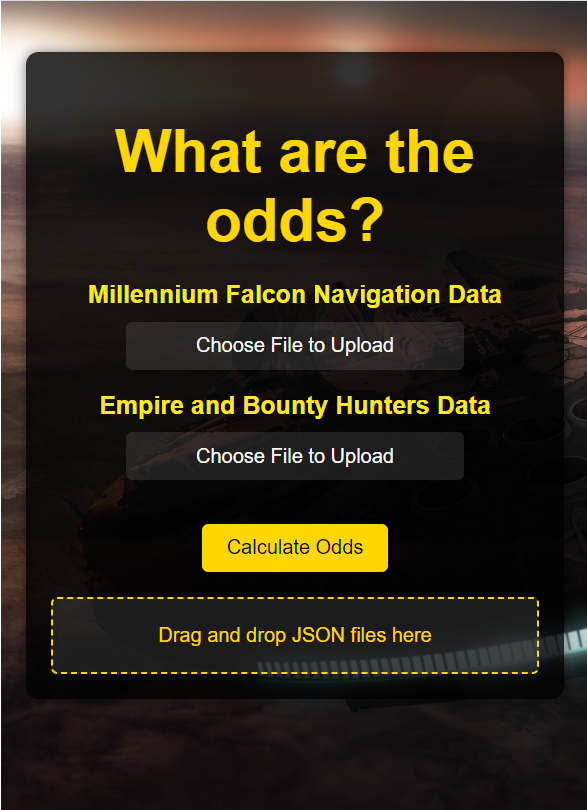 What are the
odds?
Millennium Falcon Navigation Data
Choose File to Upload
Empire and Bounty Hunters Data
Choose File to Upload
Calculate Odds
Drag and drop JSON files here